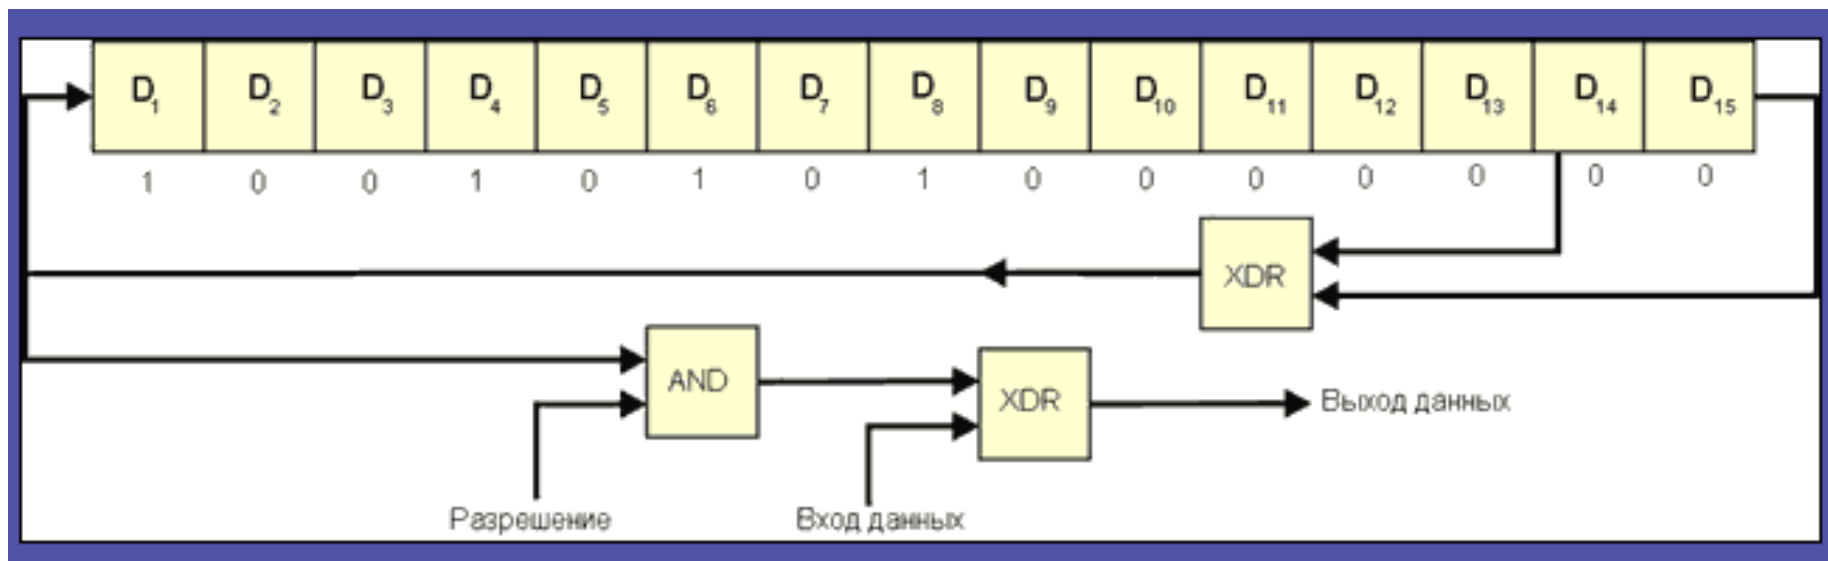 D1 D2 D3 D4 D5 D6 D7 D8 D9 D10 D11 D12 D13 D14 D15
1 0 0 1 0 1 0 1 0 0 0 0 0 0 0
XDR
AND
XDR
Выход данных
Разрешение
Вход данных